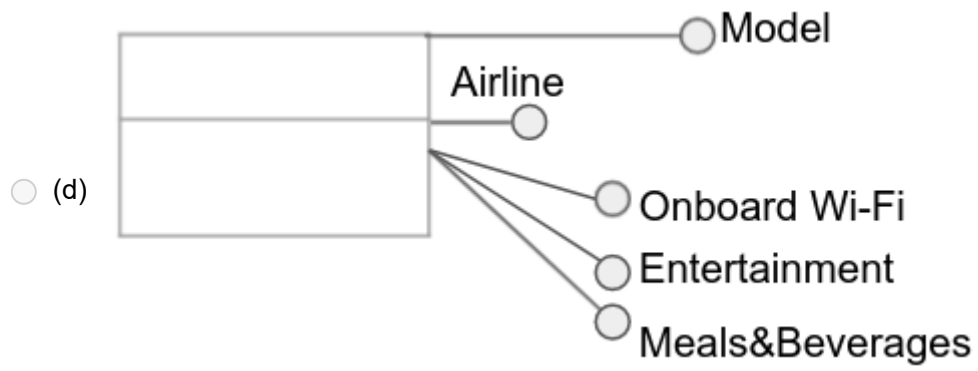 Model
Airline
(d)
Onboard Wi-Fi
Entertainment
Meals&Beverages